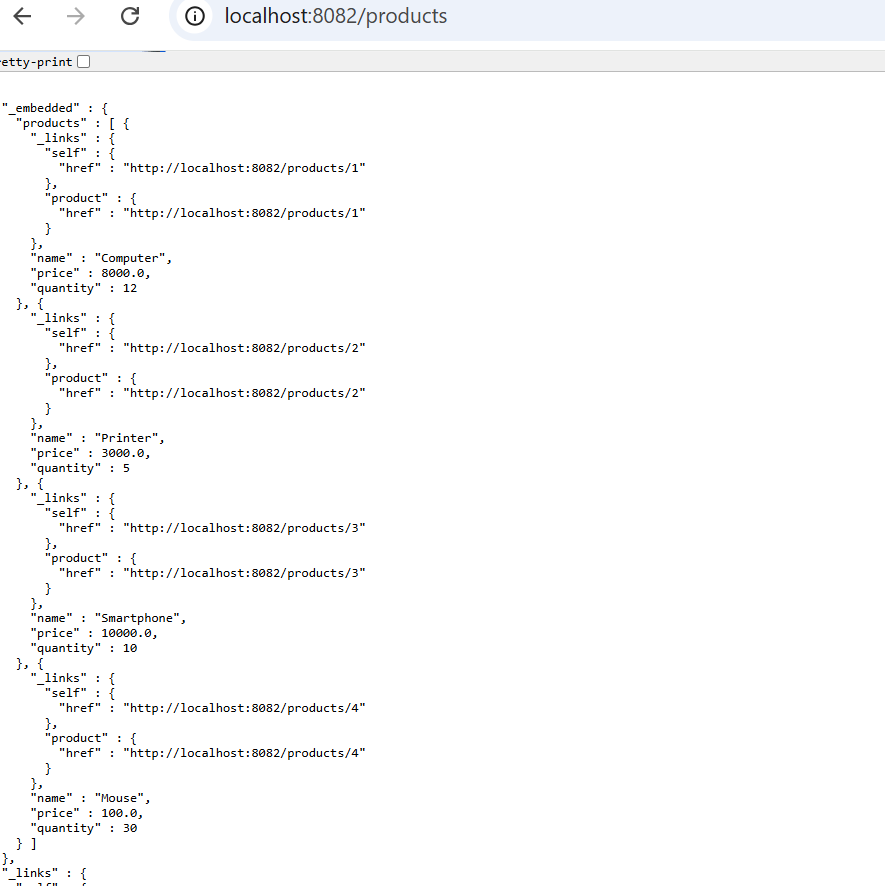 localhost:8082/products
etty-print
"_embedded" : {
"products" : [ {
"_links" : {
"self" : {
"href" : "http://localhost:8082/products/1"
},
"product" : {
"href" : "http://localhost:8082/products/1"
}
},
"name" : "Computer",
"price" : 8000.0,
"quantity" : 12
}, {
"_links" : {
"self" : {
"href" : "http://localhost:8082/products/2"
},
"product" : {
"href" : "http://localhost:8082/products/2"
}
},
"name" : "Printer",
"price" : 3000.0,
"quantity" : 5
}, {
"_links" : {
"self" : {
"href" : "http://localhost:8082/products/3"
},
"product" : {
"href" : "http://localhost:8082/products/3"
}
},
"name" : "Smartphone",
"price" : 10000.0,
"quantity" : 10
}, {
"_links" : {
"self" : {
"href" : "http://localhost:8082/products/4"
},
"product" : {
"href" : "http://localhost:8082/products/4"
}
},
"name" : "Mouse",
"price" : 100.0,
"quantity" : 30
} ]
},
"_links" : {
"self" : {